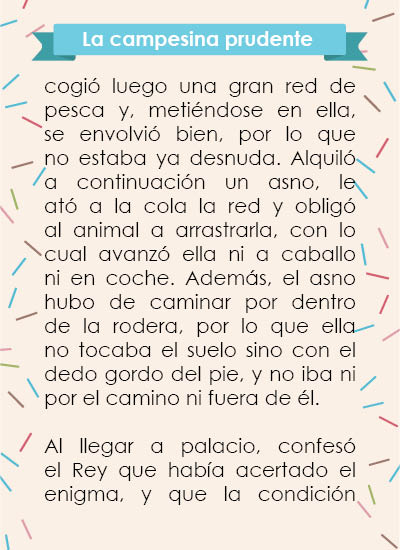 La campesina prudente
cogió luego una gran red de
pesca y, metiéndose en ella,
se envolvió bien, por lo que
no estaba ya desnuda. Alquiló
a continuación un asno, le
ató a la cola la red y obligó
al animal a arrastrarla, con lo
cual avanzó ella ni a caballo
ni en coche. Además, el asno
hubo de caminar por dentro
de la rodera, por lo que ella
no tocaba el suelo sino con el
dedo gordo del pie, y no iba ni
por el camino ni fuera de él.
Al llegar a palacio, confesó
el Rey que había acertado el
enigma, y que la condición